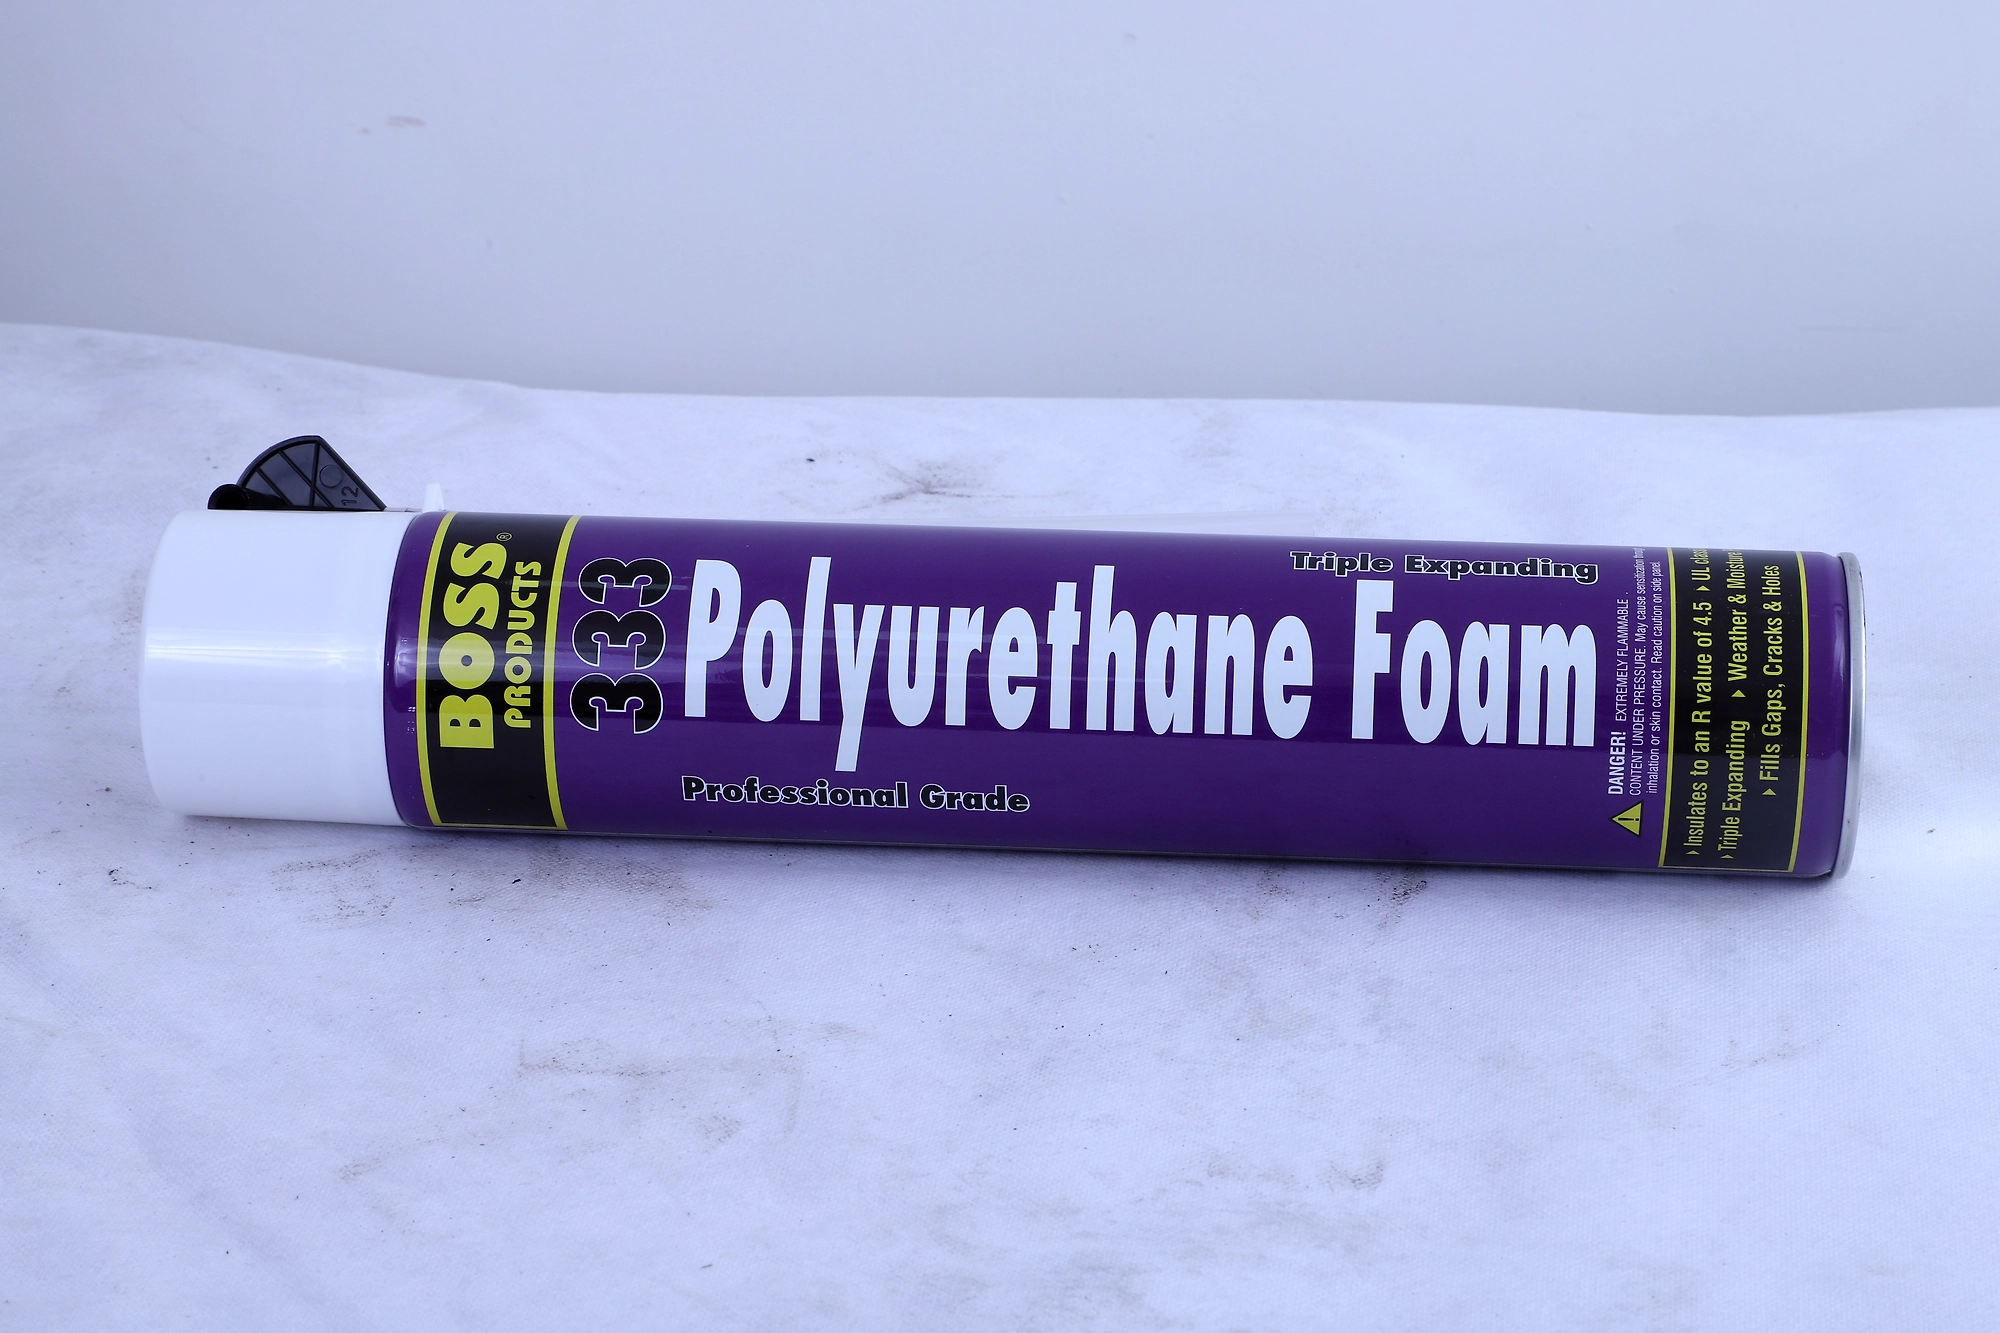 BOSS®
PRODUCTS
333
Triple Expanding
Polyurethane Foam
Professional Grade
DANGER! EXTREMELY FLAMMABLE.
CONTENT UNDER PRESSURE. May cause sensitization through
inhalation or skin contact. Read caution on side panel.
Insulates to an R value of 4.5 UL
Triple Expanding Weather & Moisture
Fills Gaps, Cracks & Holes
12